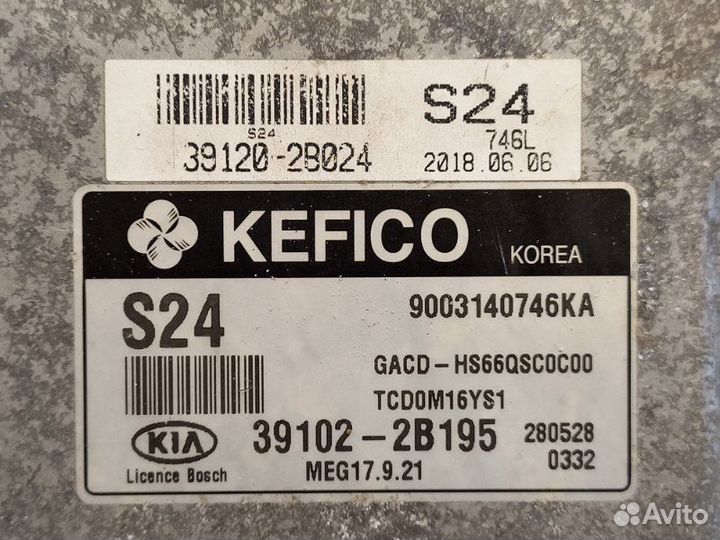 S24
39120-2B024
S24
746L
2018.06.06
KEFICO
KOREA
S24
9003140746KA
GACD-HS66QSC0C00
TCD0M16YS1
KIA
39102-2B195
280528
0332
Licence Bosch
MEG17.9.21
Avito